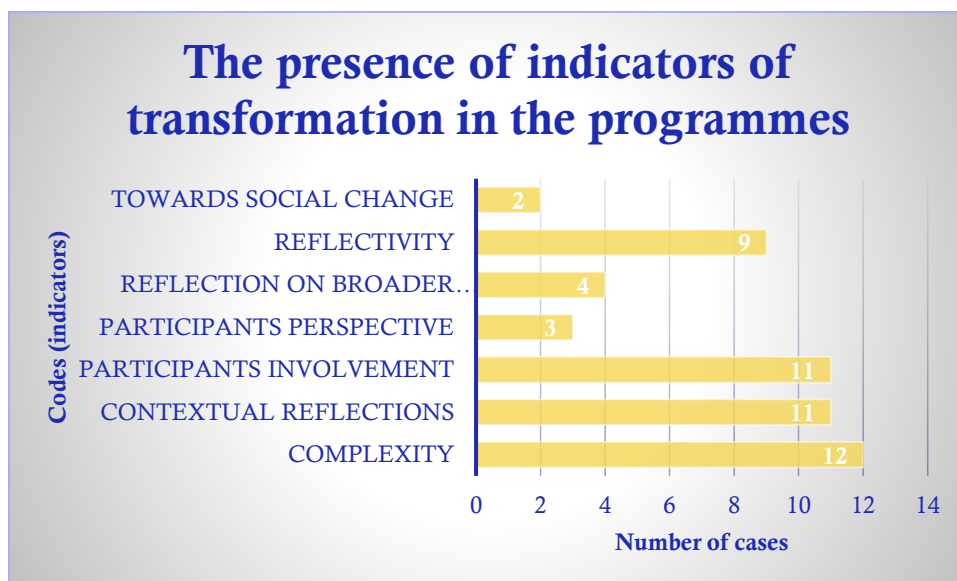 The presence of indicators of
transformation in the programmes
Codes (indicators)
TOWARDS SOCIAL CHANGE 2
REFLECTIVITY 9
REFLECTION ON BROADER… 4
PARTICIPANTS PERSPECTIVE 3
PARTICIPANTS INVOLVEMENT 11
CONTEXTUAL REFLECTIONS 11
COMPLEXITY 12
0 2 4 6 8 10 12 14
Number of cases